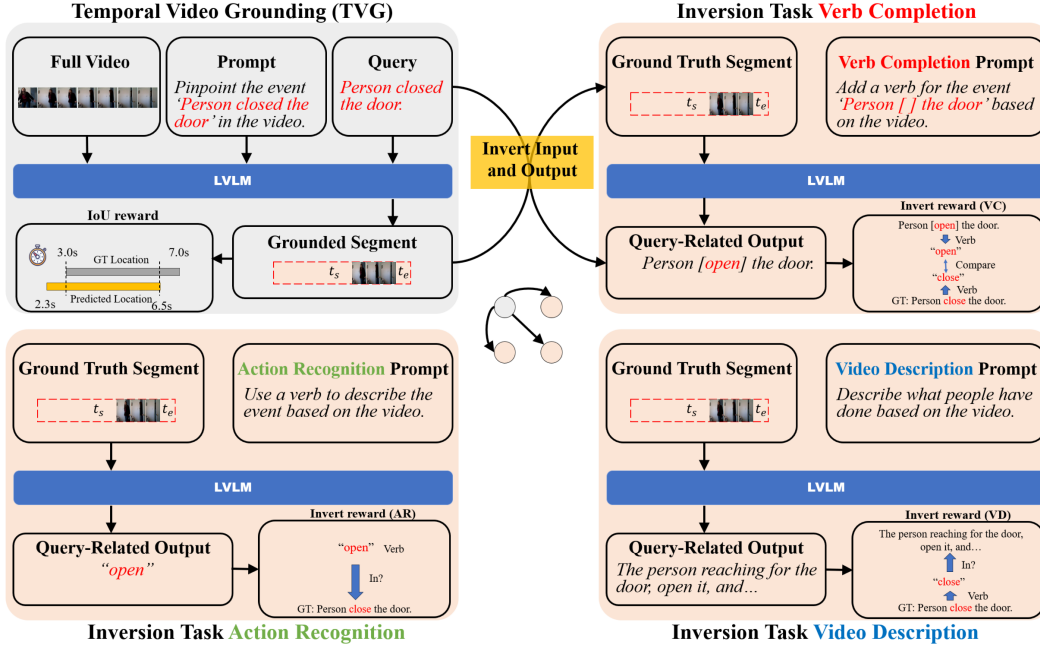 Temporal Video Grounding (TVG)
Full Video
Prompt
Pinpoint the event
‘Person closed the
door’ in the video.
Query
Person closed
the door.
LVLM
IoU reward
3.0s
7.0s
GT Location
Predicted Location
2.3s
6.5s
Grounded Segment
t_s
t_e
Invert Input
and Output
Inversion Task Verb Completion
Ground Truth Segment
t_s
t_e
Verb Completion Prompt
Add a verb for the event
‘Person [ ] the door’ based
on the video.
LVLM
Query-Related Output
Person [open] the door.
Invert reward (VC)
Person [open] the door.
Verb
“open”
Compare
“close”
Verb
GT: Person close the door.
Ground Truth Segment
t_s
t_e
Action Recognition Prompt
Use a verb to describe the
event based on the video.
LVLM
Query-Related Output
“open”
Invert reward (AR)
“open”
Verb
In?
GT: Person close the door.
Inversion Task Action Recognition
Ground Truth Segment
t_s
t_e
Video Description Prompt
Describe what people have
done based on the video.
LVLM
Query-Related Output
The person reaching for the
door, open it, and…
Invert reward (VD)
The person reaching for the door,
open it, and…
In?
“close”
Verb
GT: Person close the door.
Inversion Task Video Description